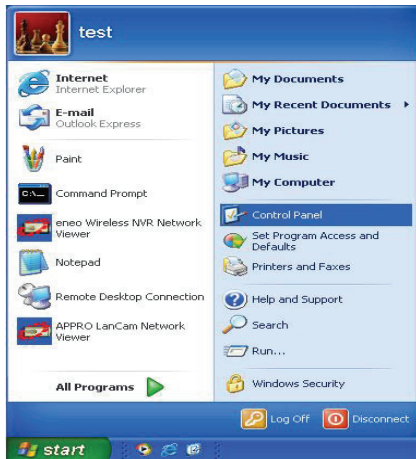 test
Internet
Internet Explorer
E-mail
Outlook Express
Paint
Command Prompt
eneo Wireless NVR Network
Viewer
Notepad
Remote Desktop Connection
APPRO LanCam Network
Viewer
All Programs
My Documents
My Recent Documents
My Pictures
My Music
My Computer
Control Panel
Set Program Access and
Defaults
Printers and Faxes
Help and Support
Search
Run...
Windows Security
Log Off
Disconnect
start